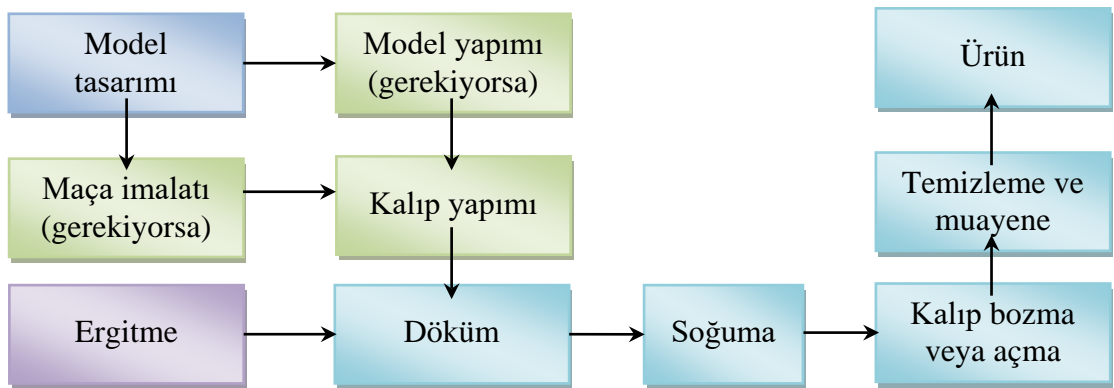 Model
tasarımı
Model yapımı
(gerekiyorsa)
Ürün
Maça imalatı
(gerekiyorsa)
Kalıp yapımı
Temizleme ve
muayene
Ergitme
Döküm
Soğuma
Kalıp bozma
veya açma